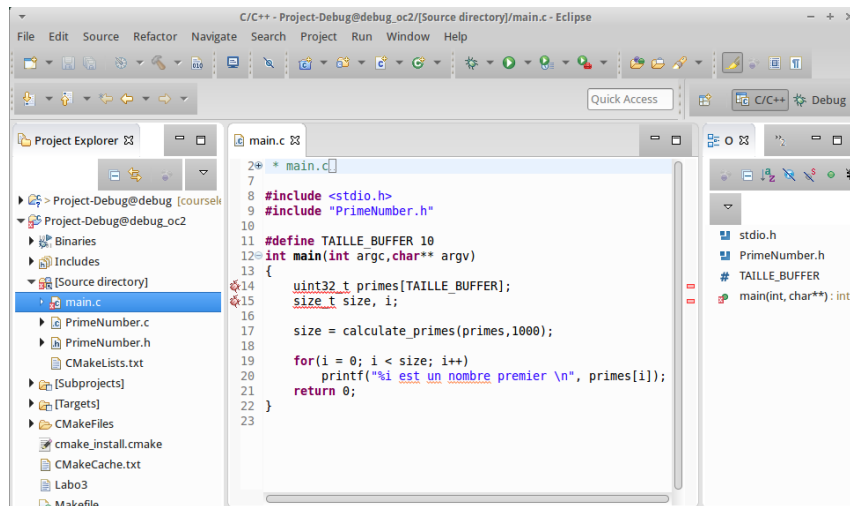 C/C++ - Project-Debug@debug_oc2/[Source directory]/main.c - Eclipse
File Edit Source Refactor Navigate Search Project Run Window Help
Quick Access
C/C++
Debug
Project Explorer
> Project-Debug@debug [coursele
Project-Debug@debug_oc2
Binaries
Includes
[Source directory]
main.c
PrimeNumber.c
PrimeNumber.h
CMakeLists.txt
[Subprojects]
[Targets]
CMakeFiles
cmake_install.cmake
CMakeCache.txt
Labo3
Makefile
main.c
2 * main.c
7
8 #include <stdio.h>
9 #include "PrimeNumber.h"
10
11 #define TAILLE_BUFFER 10
12 int main(int argc,char** argv)
13 {
14 uint32_t primes[TAILLE_BUFFER];
15 size_t size, i;
16
17 size = calculate_primes(primes,1000);
18
19 for(i = 0; i < size; i++)
20 printf("%i est un nombre premier \n", primes[i]);
21 return 0;
22 }
23
O
stdio.h
PrimeNumber.h
# TAILLE_BUFFER
main(int, char**) : int